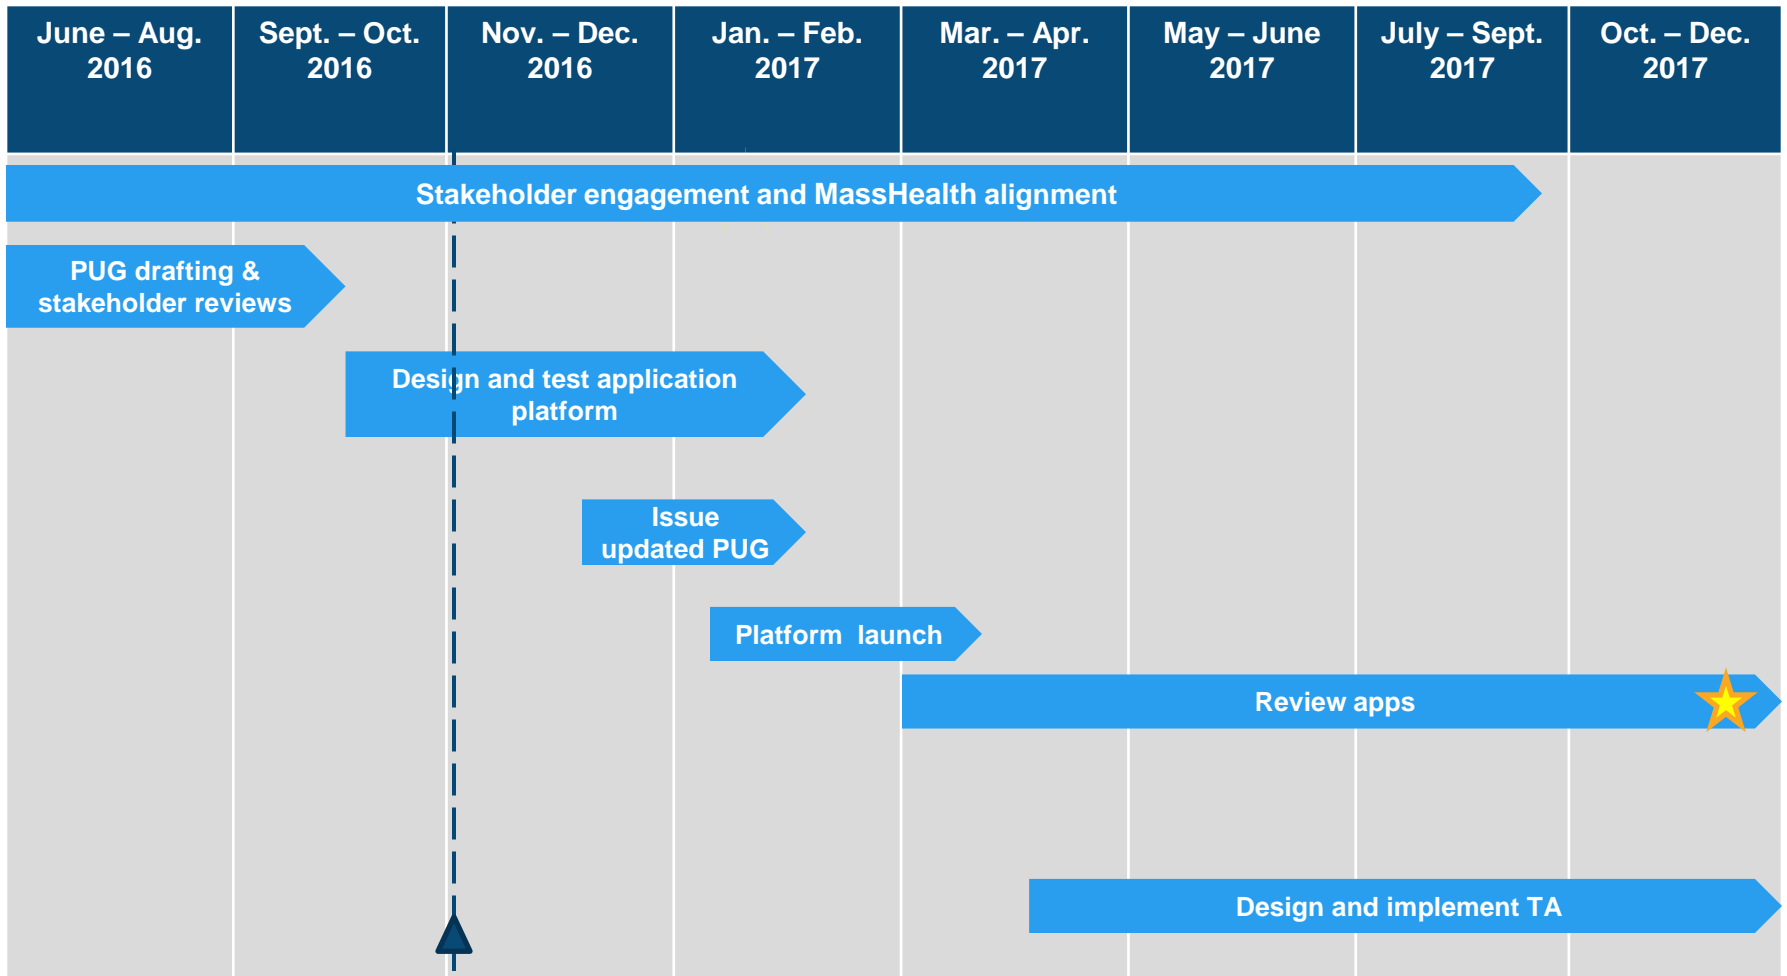 June – Aug.
2016
Sept. – Oct.
2016
Nov. – Dec.
2016
Jan. – Feb.
2017
Mar. – Apr.
2017
May – June
2017
July – Sept.
2017
Oct. – Dec.
2017
Stakeholder engagement and MassHealth alignment
PUG drafting &
stakeholder reviews
Design and test application
platform
Issue
updated PUG
Platform launch
Review apps
Design and implement TA